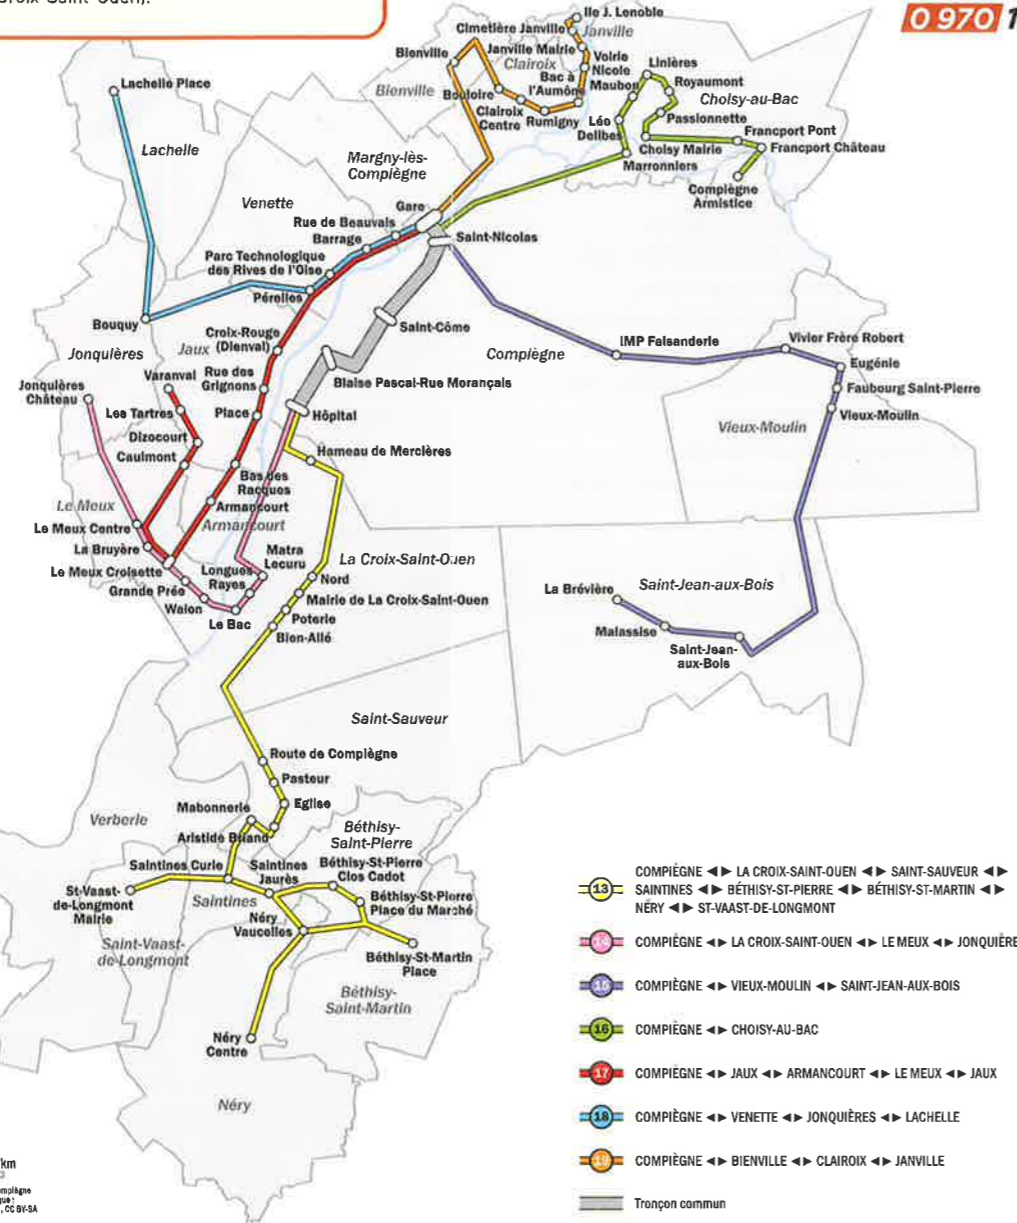 0 970 1
Ile J. Lenoble
Cimetière Janville
Janville
Bienville
Janville Mairie
Voirie
Clairoix
Nicole
Linières
Bac à
l'Aumône
Maubon
Royaumont
Bienville
Bouloire
Choisy-au-Bac
Clairoix
Centre
Rumigny
Léo
Delibes
Passionnette
Francport Pont
Choisy Mairie
Francport Château
Marronniers
Compiègne
Armistice
Lachelle Place
Lachelle
Margny-lès-
Compiègne
Venette
Gare
Rue de Beauvais
Barrage
Saint-Nicolas
Parc Technologique
des Rives de l'Oise
Pérelles
Bouquy
Saint-Côme
Croix-Rouge
(Dienval)
Jonquières
Jaux
Compiègne
IMP Faisanderie
Vivier Frère Robert
Eugénie
Faubourg Saint-Pierre
Vieux-Moulin
Vieux-Moulin
Varanval
Rue des
Grignons
Blaise Pascal-Rue Morançais
Jonquières
Château
Les Tartres
Place
Hôpital
Dizocourt
Caulmont
Hameau de Mercières
Bas des
Racques
Le Meux
Armancourt
Armancourt
Le Meux Centre
La Bruyère
Le Meux Croisette
Longues
Rayes
Matra
Lecuru
La Croix-Saint-Ouen
Grande Prée
Walon
Le Bac
Nord
Mairie de La Croix-Saint-Ouen
Poterie
Bien-Allé
La Brévière
Saint-Jean-aux-Bois
Malassise
Saint-Jean-
aux-Bois
Saint-Sauveur
Route de Compiègne
Pasteur
Mabonnerie
Eglise
Verberie
Aristide Briand
Béthisy-
Saint-Pierre
Saintines Curie
Saintines
Jaurès
Béthisy-St-Pierre
Clos Cadot
St-Vaast-
de-Longmont
Mairie
Saintines
Béthisy-St-Pierre
Place du Marché
Néry
Vaucelles
Saint-Vaast-
de-Longmont
Béthisy-St-Martin
Place
Béthisy-
Saint-Martin
Néry
Centre
Néry
13 COMPIÈGNE ◄► LA CROIX-SAINT-OUEN ◄► SAINT-SAUVEUR ◄►
SAINTINES ◄► BÉTHISY-ST-PIERRE ◄► BÉTHISY-ST-MARTIN ◄►
NÉRY ◄► ST-VAAST-DE-LONGMONT
14 COMPIÈGNE ◄► LA CROIX-SAINT-OUEN ◄► LE MEUX ◄► JONQUIÈRE
15 COMPIÈGNE ◄► VIEUX-MOULIN ◄► SAINT-JEAN-AUX-BOIS
16 COMPIÈGNE ◄► CHOISY-AU-BAC
17 COMPIÈGNE ◄► JAUX ◄► ARMANCOURT ◄► LE MEUX ◄► JAUX
18 COMPIÈGNE ◄► VENETTE ◄► JONQUIÈRES ◄► LACHELLE
19 COMPIÈGNE ◄► BIENVILLE ◄► CLAIROIX ◄► JANVILLE
Tronçon commun
km
CC BY-SA